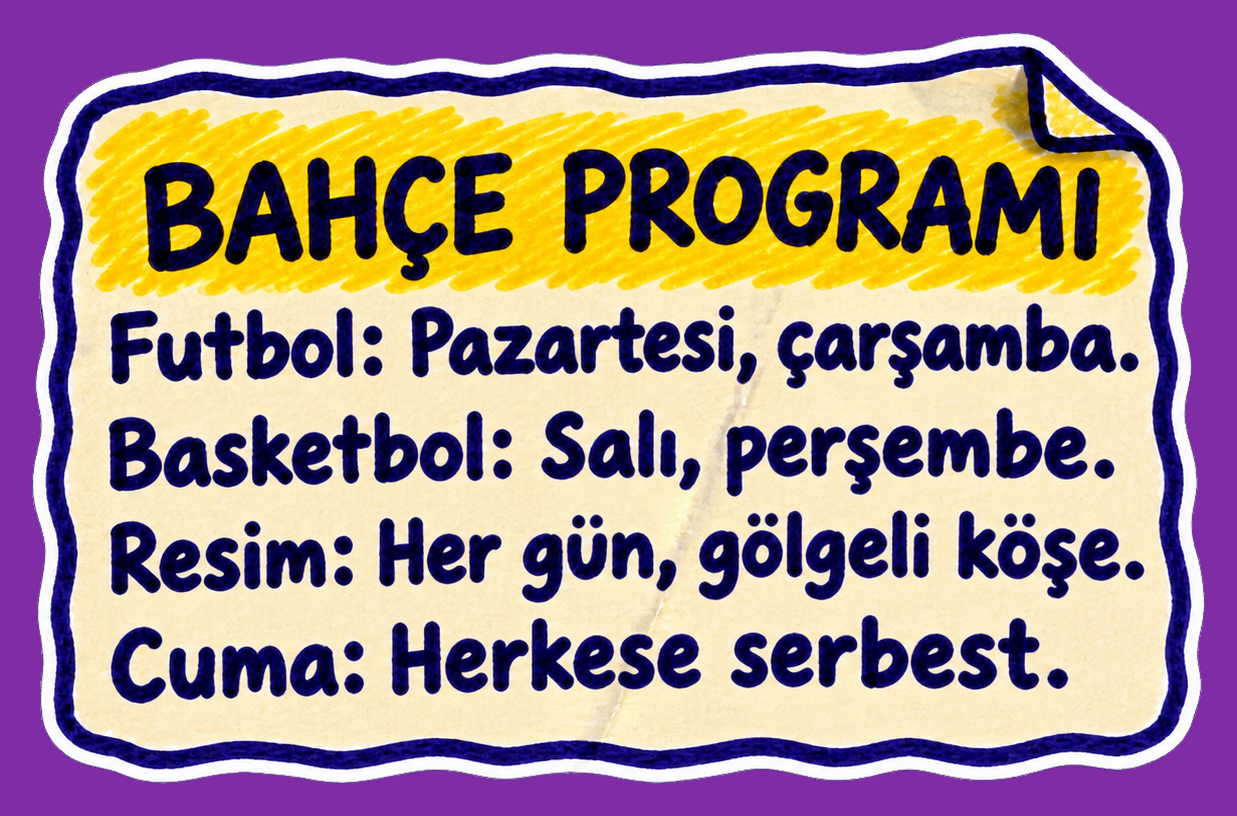 BAHÇE PROGRAMI
Futbol: Pazartesi, çarşamba.
Basketbol: Salı, perşembe.
Resim: Her gün, gölgeli köşe.
Cuma: Herkese serbest.